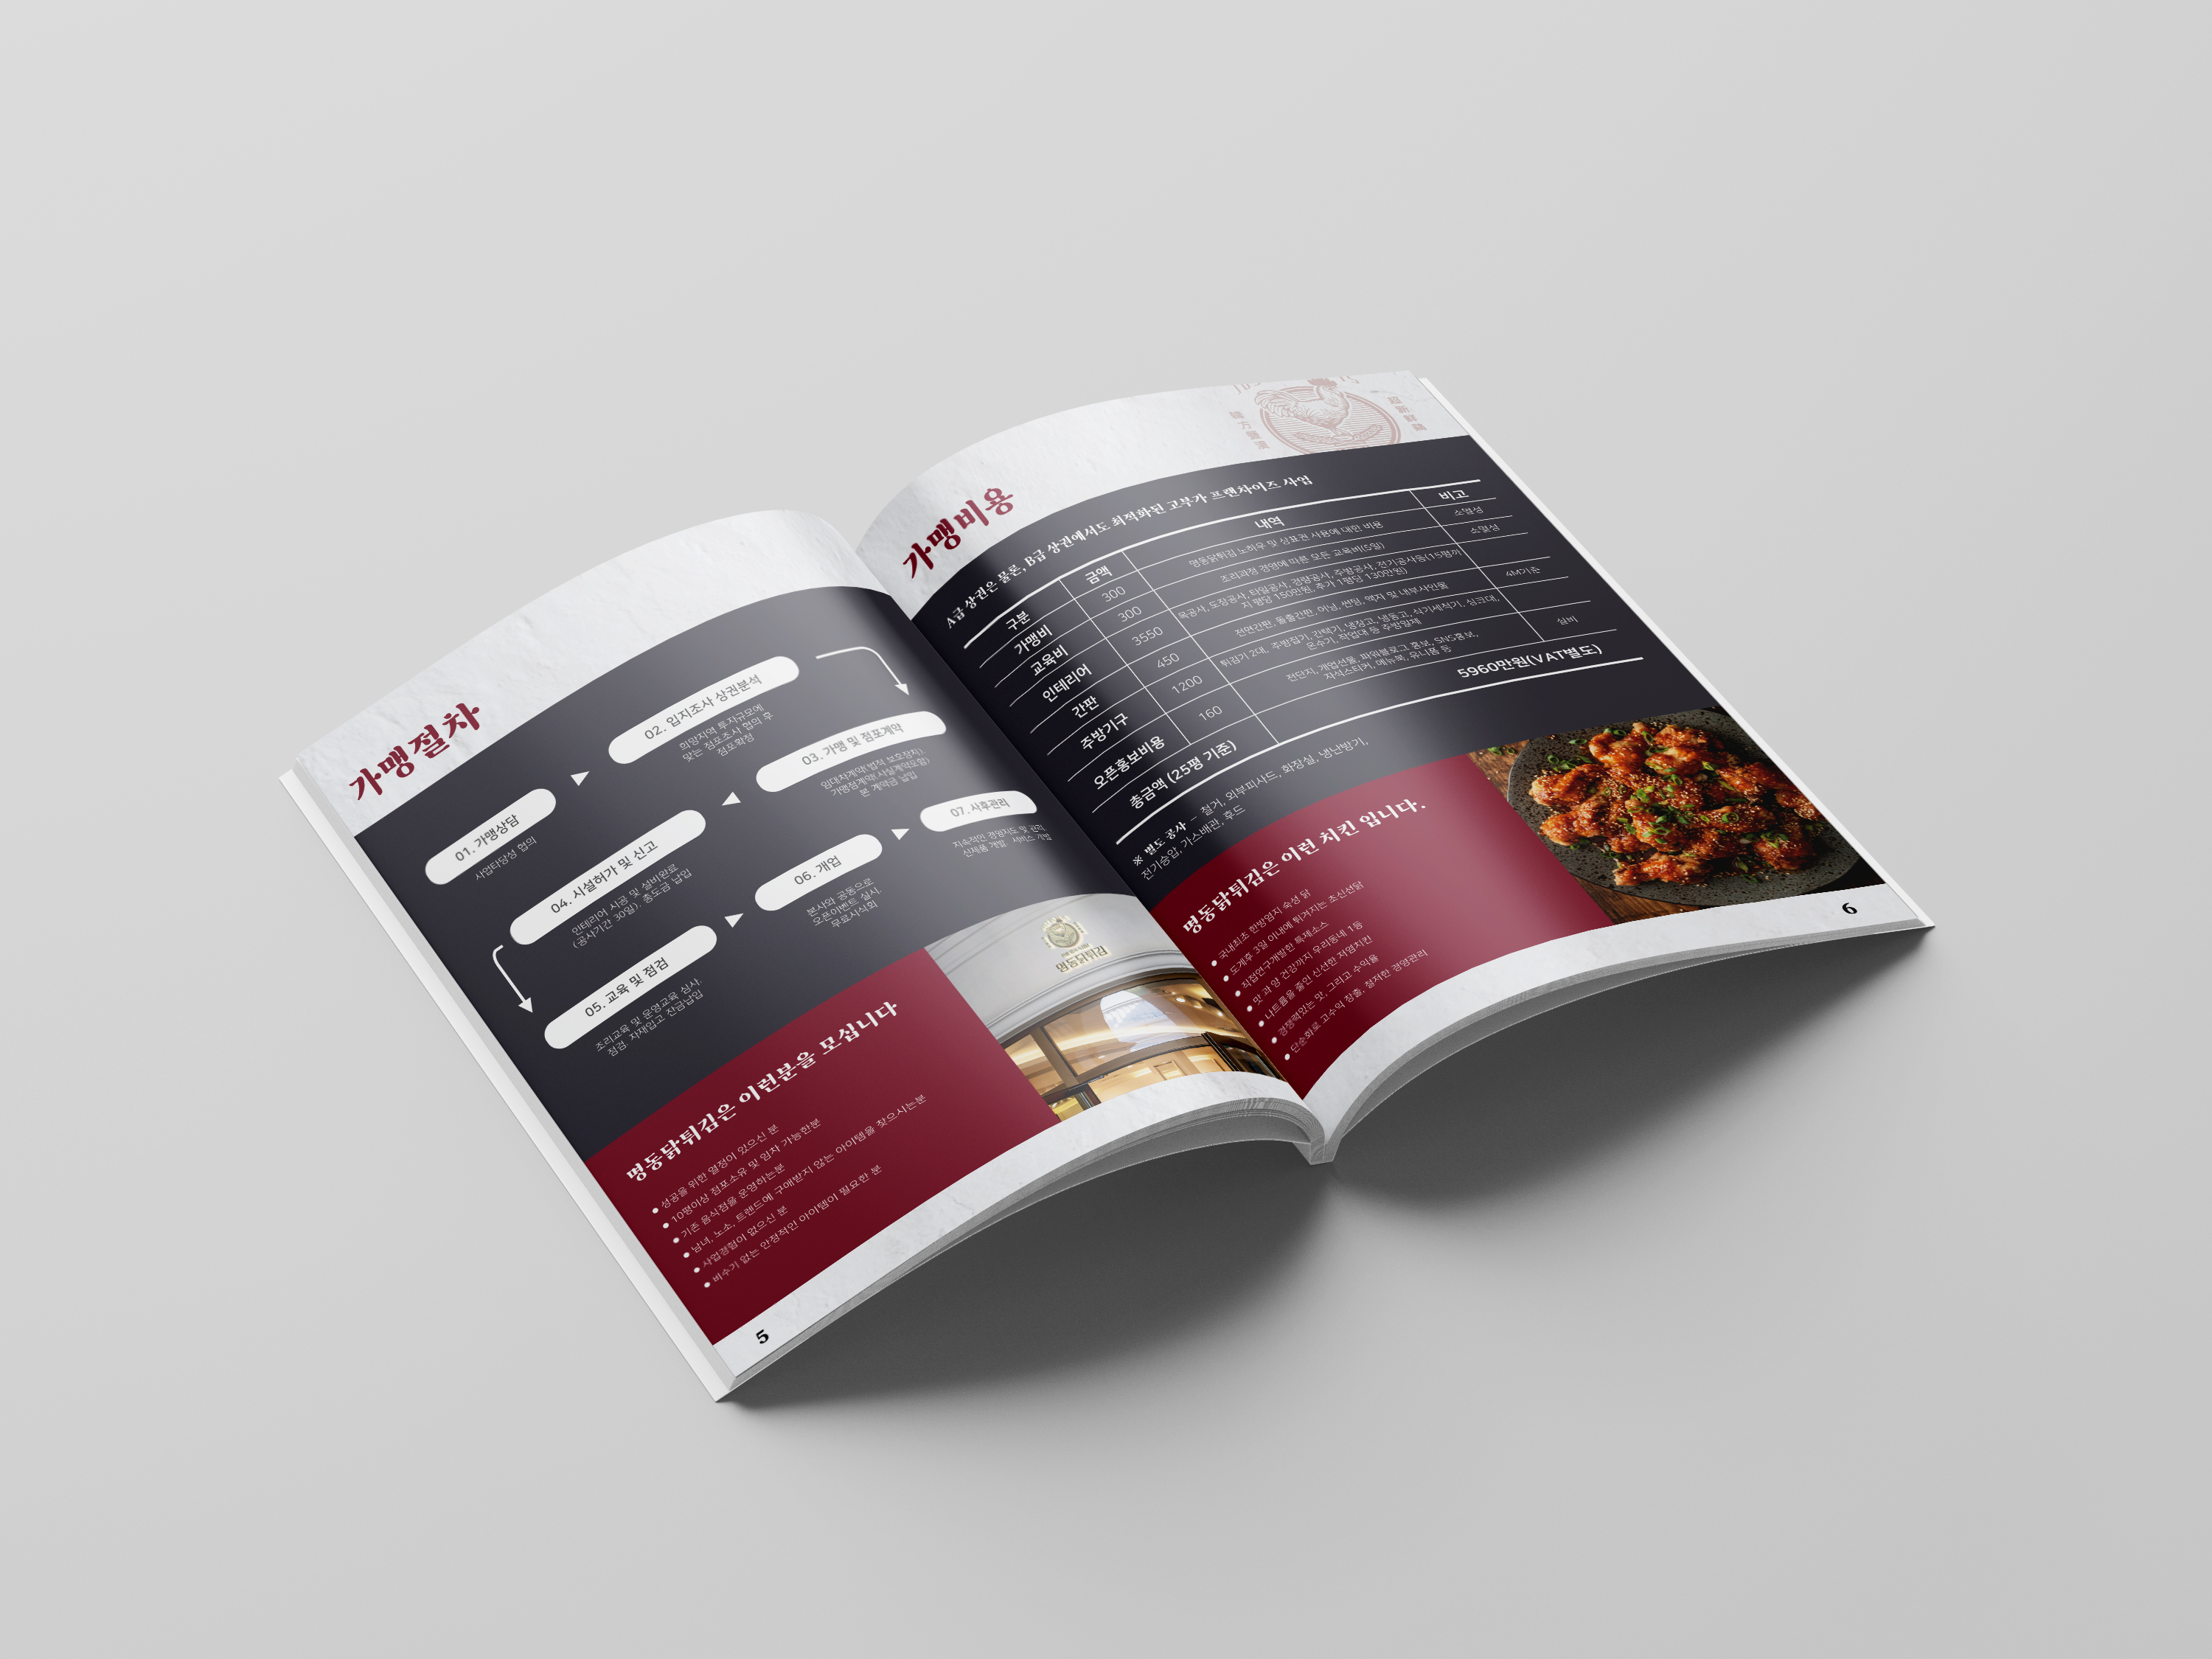 가맹절차
01. 가맹상담
사업타당성 협의
02. 입지조사 상권분석
희망지역 투자규모에
맞는 점포조사 협의 후
점포확정
03. 가맹 및 점포계약
임대차계약(법적 보호장치),
가맹점계약(시설계약포함)
본 계약금 납입
04. 시설허가 및 신고
인테리어 시공 및 설비완료
(공사기간 30일), 중도금 납입
05. 교육 및 점검
조리교육 및 운영교육 심사,
점검. 자재입고 잔금납입
06. 개업
본사와 공동으로
오픈이벤트 실시,
무료시식회
07. 사후관리
지속적인 경영지도 및 관리,
신제품 개발 서비스 개발
명동닭튀김은 이런분을 모십니다
성공을 위한 열정이 있으신 분
10평이상 점포소유 및 임차 가능한분
기존 음식점을 운영하는분
남녀, 노소, 트렌드에 구애받지 않는 아이템을 찾으시는분
사업경험이 없으신 분
비수기 없는 안정적인 아이템이 필요한 분
명동닭튀김
5
가맹비용
A급 상권은 물론, B급 상권에서도 최적화된 고부가 프랜차이즈 사업
구분 금액 내역 비고
가맹비 300 명동닭튀김 노하우 및 상표권 사용에 대한 비용 소멸성
교육비 300 조리과정 경영에 따른 모든 교육비(5일) 소멸성
인테리어 3550 목공사, 도장공사, 타일공사, 경량공사, 주방공사, 전기공사등(15평까
지 평당 150만원, 추가 1평당 130만원)
간판 450 전면간판, 돌출간판, 어닝, 썬팅, 액자 및 내부사인물 4M기준
주방기구 1200 튀김기 2대, 주방집기, 간택기, 냉장고, 냉동고, 식기세척기, 싱크대,
온수기, 작업대 등 주방일체
오픈홍보비용 160 전단지, 개업선물, 파워블로그 홍보, SNS홍보,
자석스티커, 메뉴북, 유니폼 등 실비
총금액 (25평 기준) 5960만원(VAT별도)
※ 별도 공사 - 철거, 외부파사드, 화장실, 냉난방기,
전기승압, 가스배관, 후드
명동닭튀김은 이런 치킨 입니다.
국내최초 한방염지 숙성 닭
도계후 3일 이내에 튀겨지는 초신선닭
직접연구개발한 특제소스
맛 과 양 건강까지 우리동네 1등
나트륨을 줄인 신선한 저염치킨
경쟁력있는 맛, 그리고 수익율
단순화로 고수익 창출, 철저한 경영관리
6